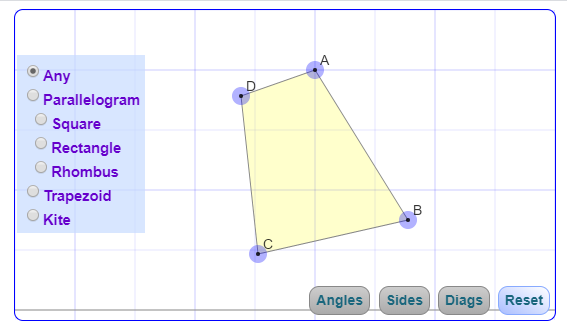 Any
Parallelogram
Square
Rectangle
Rhombus
Trapezoid
Kite
A
D
B
C
Angles Sides Diags Reset